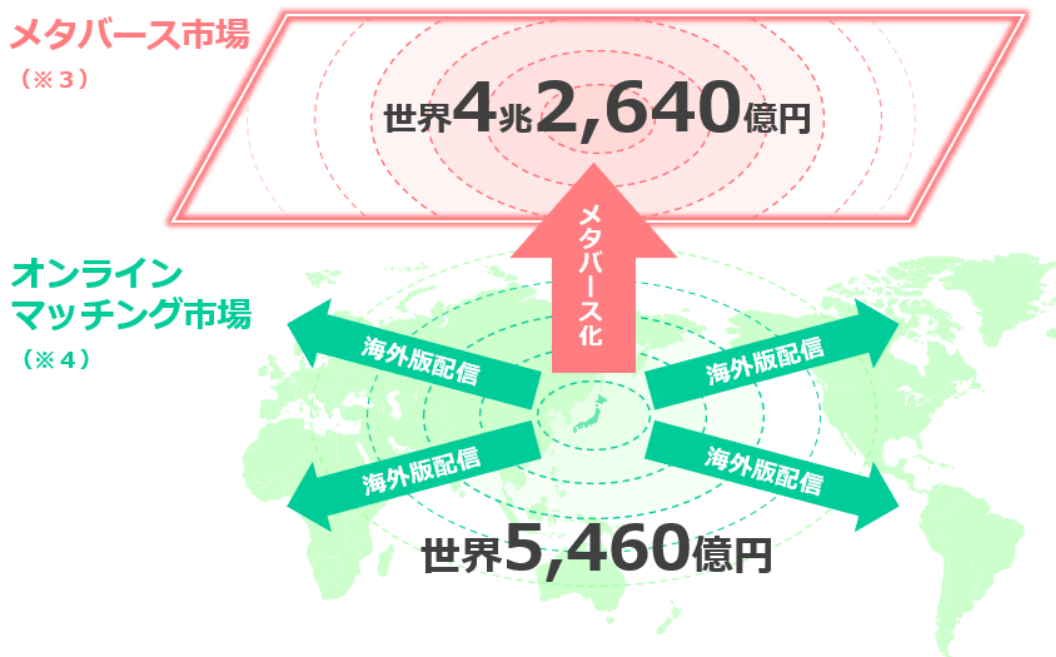 メタバース市場
（※3）
世界4兆2,640億円
メタバース化
オンライン
マッチング市場
（※4）
海外版配信
海外版配信
海外版配信
海外版配信
世界5,460億円